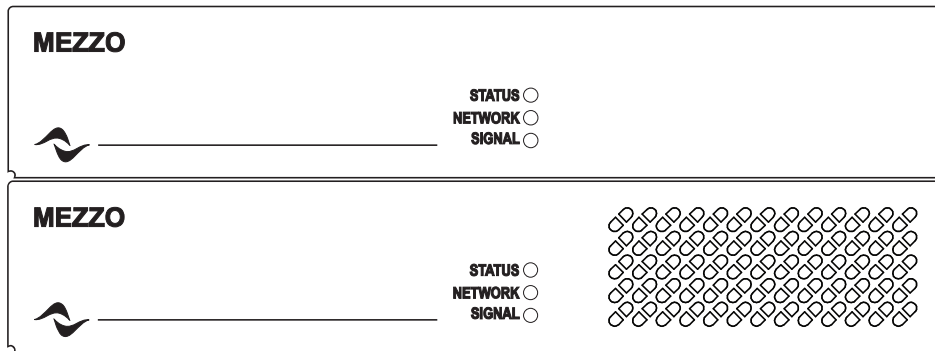 MEZZO
STATUS
NETWORK
SIGNAL
MEZZO
STATUS
NETWORK
SIGNAL